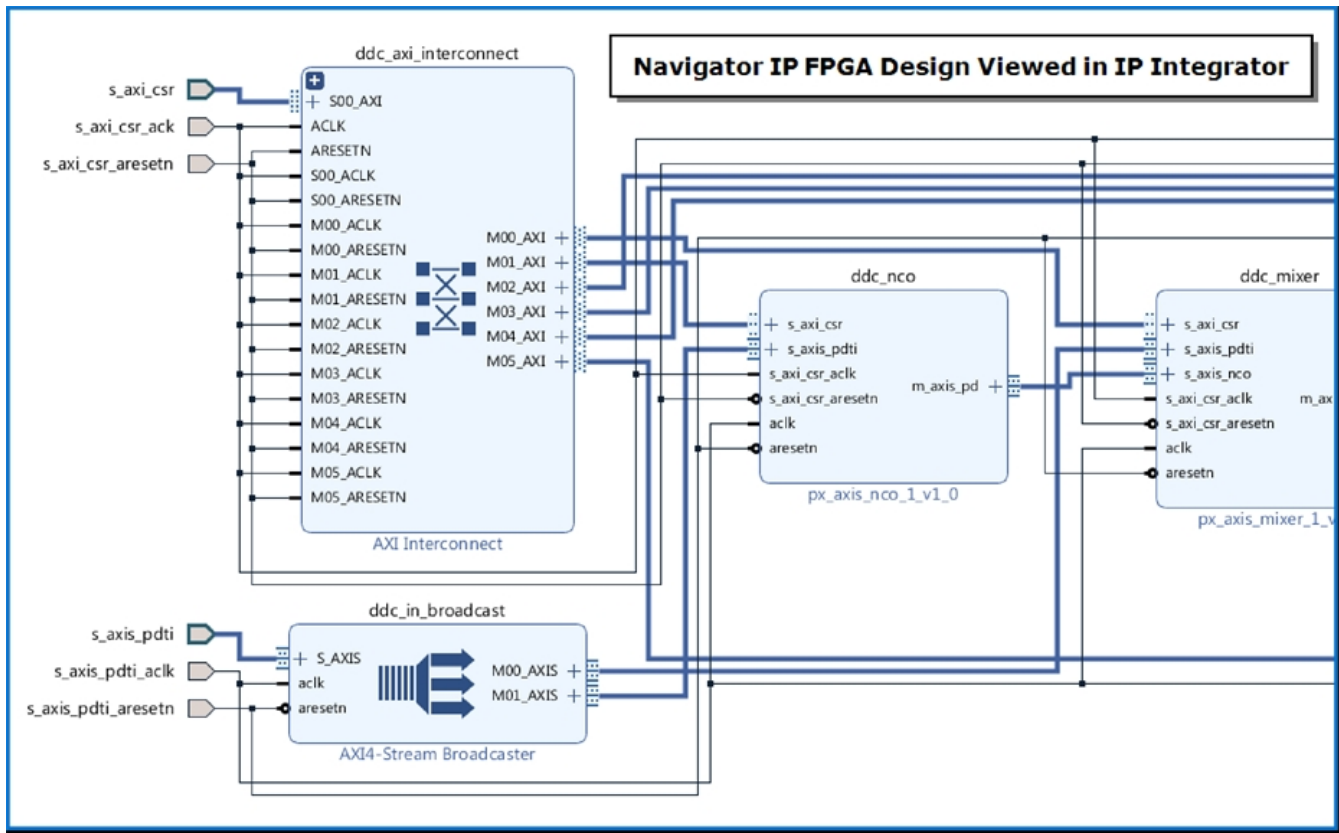 Navigator IP FPGA Design Viewed in IP Integrator
ddc_axi_interconnect
s_axi_csr
s_axi_csr_ack
s_axi_csr_aresetn
S00_AXI
ACLK
ARESETN
S00_ACLK
S00_ARESETN
M00_ACLK
M00_ARESETN
M01_ACLK
M01_ARESETN
M02_ACLK
M02_ARESETN
M03_ACLK
M03_ARESETN
M04_ACLK
M04_ARESETN
M05_ACLK
M05_ARESETN
M00_AXI
M01_AXI
M02_AXI
M03_AXI
M04_AXI
M05_AXI
AXI Interconnect
ddc_nco
s_axi_csr
s_axis_pdti
s_axi_csr_aclk
s_axi_csr_aresetn
aclk
aresetn
m_axis_pd
px_axis_nco_1_v1_0
ddc_mixer
s_axi_csr
s_axis_pdti
s_axis_nco
s_axi_csr_aclk
s_axi_csr_aresetn
aclk
aresetn
m_ax
px_axis_mixer_1_v
ddc_in_broadcast
s_axis_pdti
s_axis_pdti_aclk
s_axis_pdti_aresetn
S_AXIS
aclk
aresetn
M00_AXIS
M01_AXIS
AXI4-Stream Broadcaster